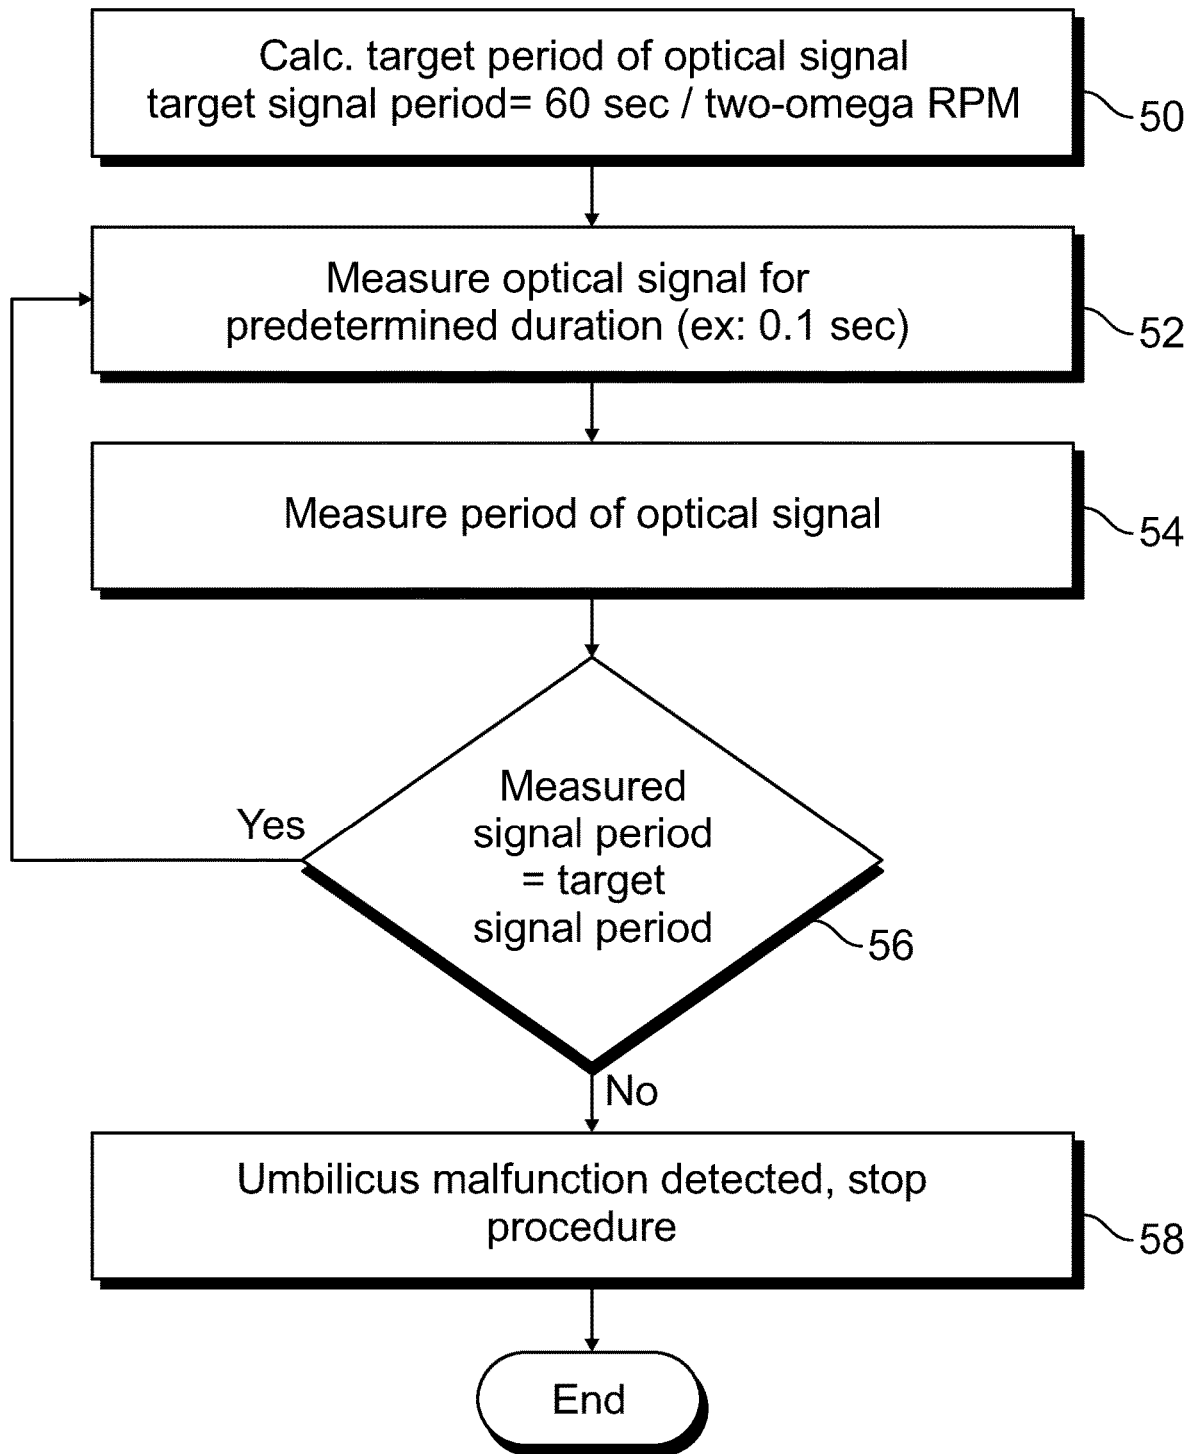 Calc. target period of optical signal
target signal period= 60 sec / two-omega RPM
50
Measure optical signal for
predetermined duration (ex: 0.1 sec)
52
Measure period of optical signal
54
Measured
signal period
= target
signal period
Yes
56
No
Umbilicus malfunction detected, stop
procedure
58
End